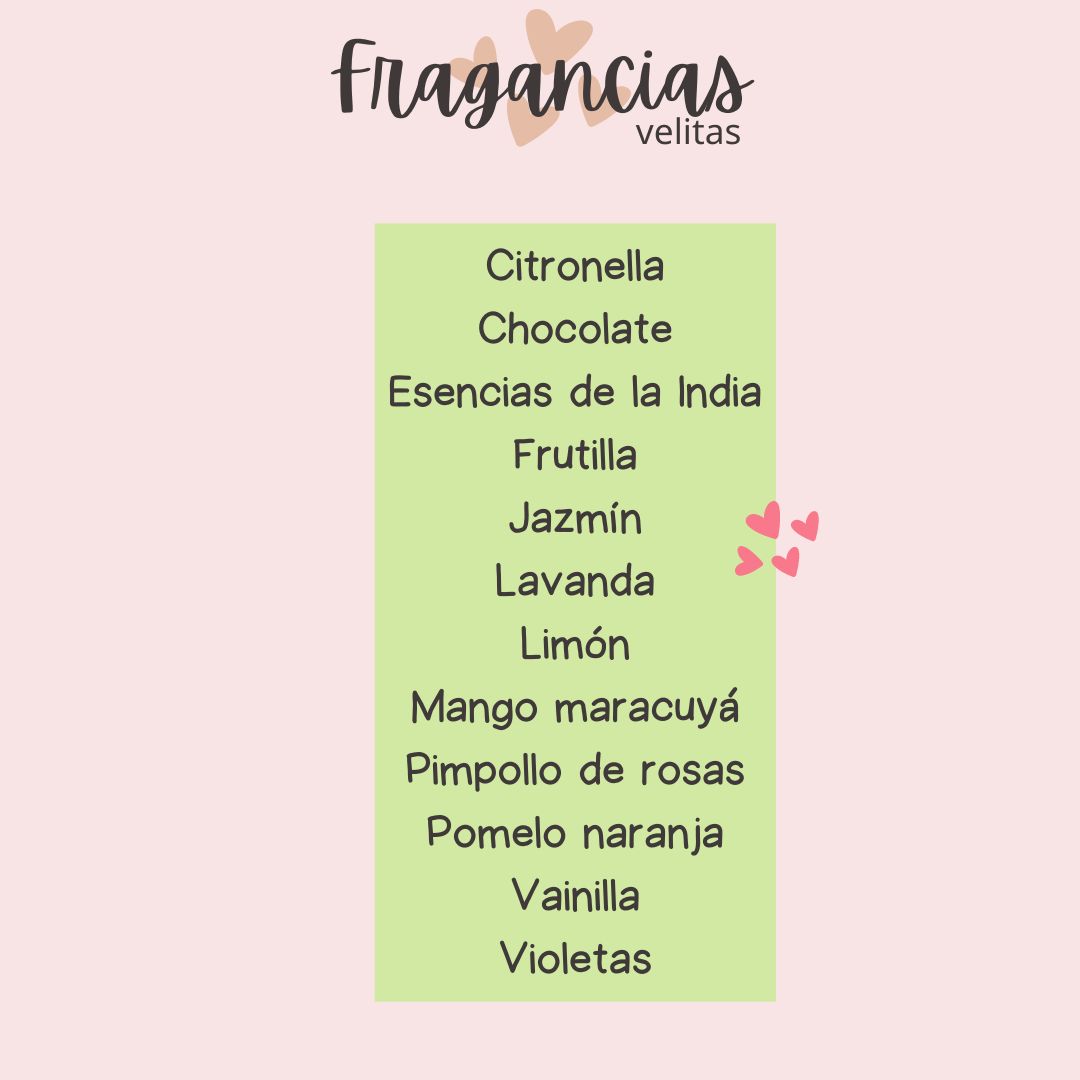 Fragancias
velitas
Citronella
Chocolate
Esencias de la India
Frutilla
Jazmín
Lavanda
Limón
Mango maracuyá
Pimpollo de rosas
Pomelo naranja
Vainilla
Violetas